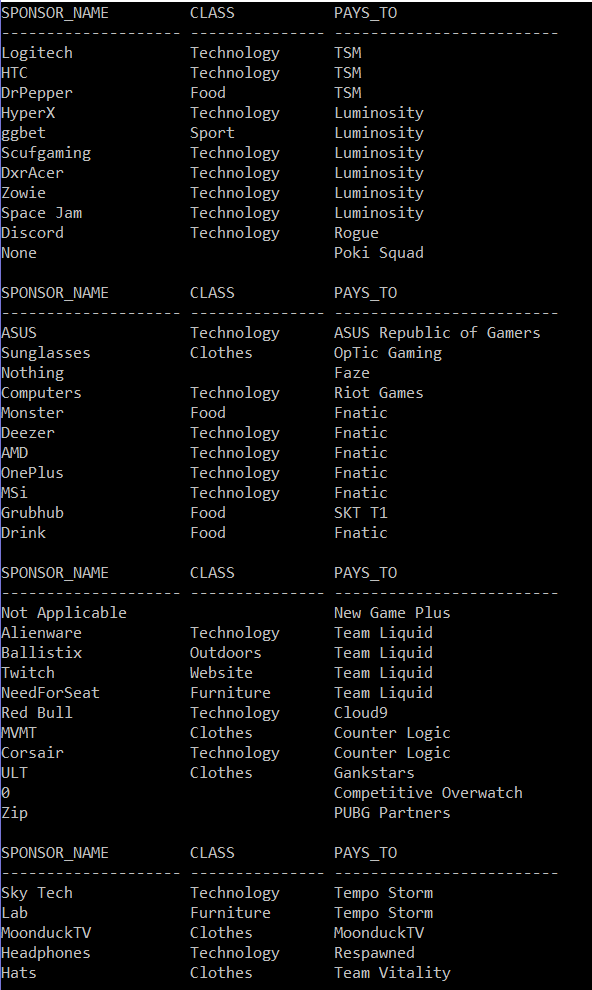 SPONSOR_NAME         CLASS           PAYS_TO
-------------------- --------------- -------------------------
Logitech             Technology      TSM
HTC                  Technology      TSM
DrPepper             Food            TSM
HyperX               Technology      Luminosity
ggbet                Sport           Luminosity
Scufgaming           Technology      Luminosity
DxrAcer              Technology      Luminosity
Zowie                Technology      Luminosity
Space Jam            Technology      Luminosity
Discord              Technology      Rogue
None                                 Poki Squad

SPONSOR_NAME         CLASS           PAYS_TO
-------------------- --------------- -------------------------
ASUS                 Technology      ASUS Republic of Gamers
Sunglasses           Clothes         OpTic Gaming
Nothing                              Faze
Computers            Technology      Riot Games
Monster              Food            Fnatic
Deezer               Technology      Fnatic
AMD                  Technology      Fnatic
OnePlus              Technology      Fnatic
MSi                  Technology      Fnatic
Grubhub              Food            SKT T1
Drink                Food            Fnatic

SPONSOR_NAME         CLASS           PAYS_TO
-------------------- --------------- -------------------------
Not Applicable                       New Game Plus
Alienware            Technology      Team Liquid
Ballistix            Outdoors        Team Liquid
Twitch               Website         Team Liquid
NeedForSeat          Furniture       Team Liquid
Red Bull             Technology      Cloud9
MVMT                 Clothes         Counter Logic
Corsair              Technology      Counter Logic
ULT                  Clothes         Gankstars
0                                    Competitive Overwatch
Zip                                  PUBG Partners

SPONSOR_NAME         CLASS           PAYS_TO
-------------------- --------------- -------------------------
Sky Tech             Technology      Tempo Storm
Lab                  Furniture       Tempo Storm
MoonduckTV           Clothes         MoonduckTV
Headphones           Technology      Respawned
Hats                 Clothes         Team Vitality